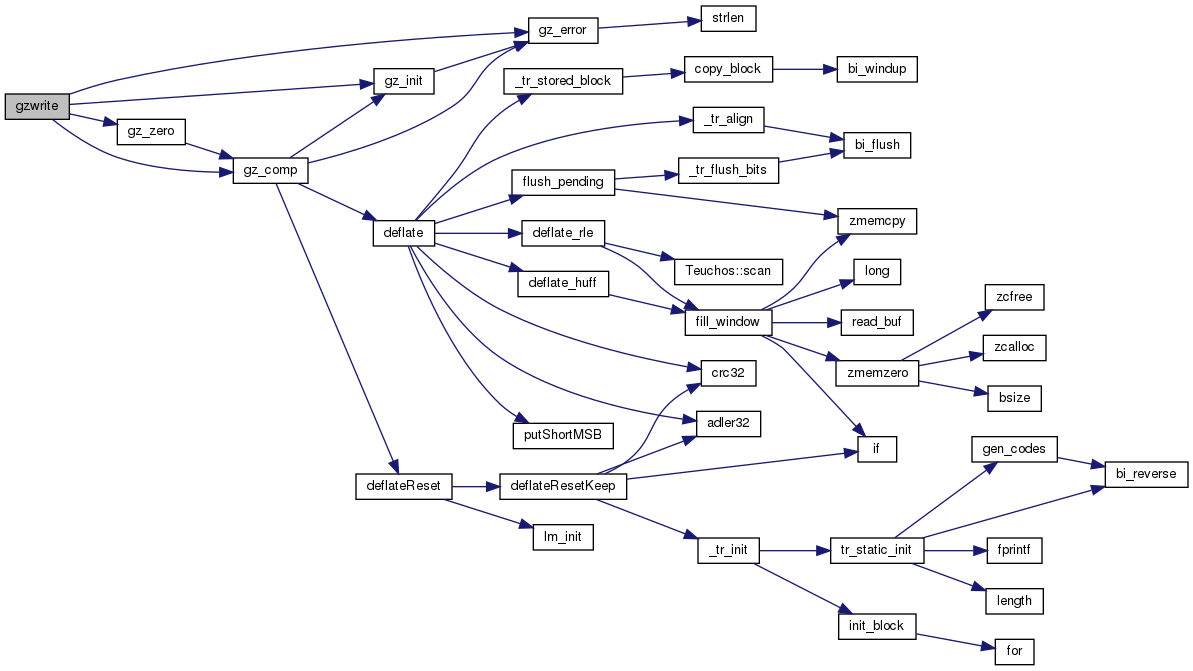 gzwrite
gz_zero
gz_comp
gz_init
gz_error
strlen
_tr_stored_block
copy_block
bi_windup
_tr_align
bi_flush
flush_pending
_tr_flush_bits
zmemcpy
deflate
deflate_rle
Teuchos::scan
deflate_huff
long
fill_window
read_buf
zcfree
zcalloc
zmemzero
bsize
crc32
adler32
putShortMSB
if
deflateReset
deflateResetKeep
lm_init
_tr_init
tr_static_init
gen_codes
bi_reverse
fprintf
length
init_block
for